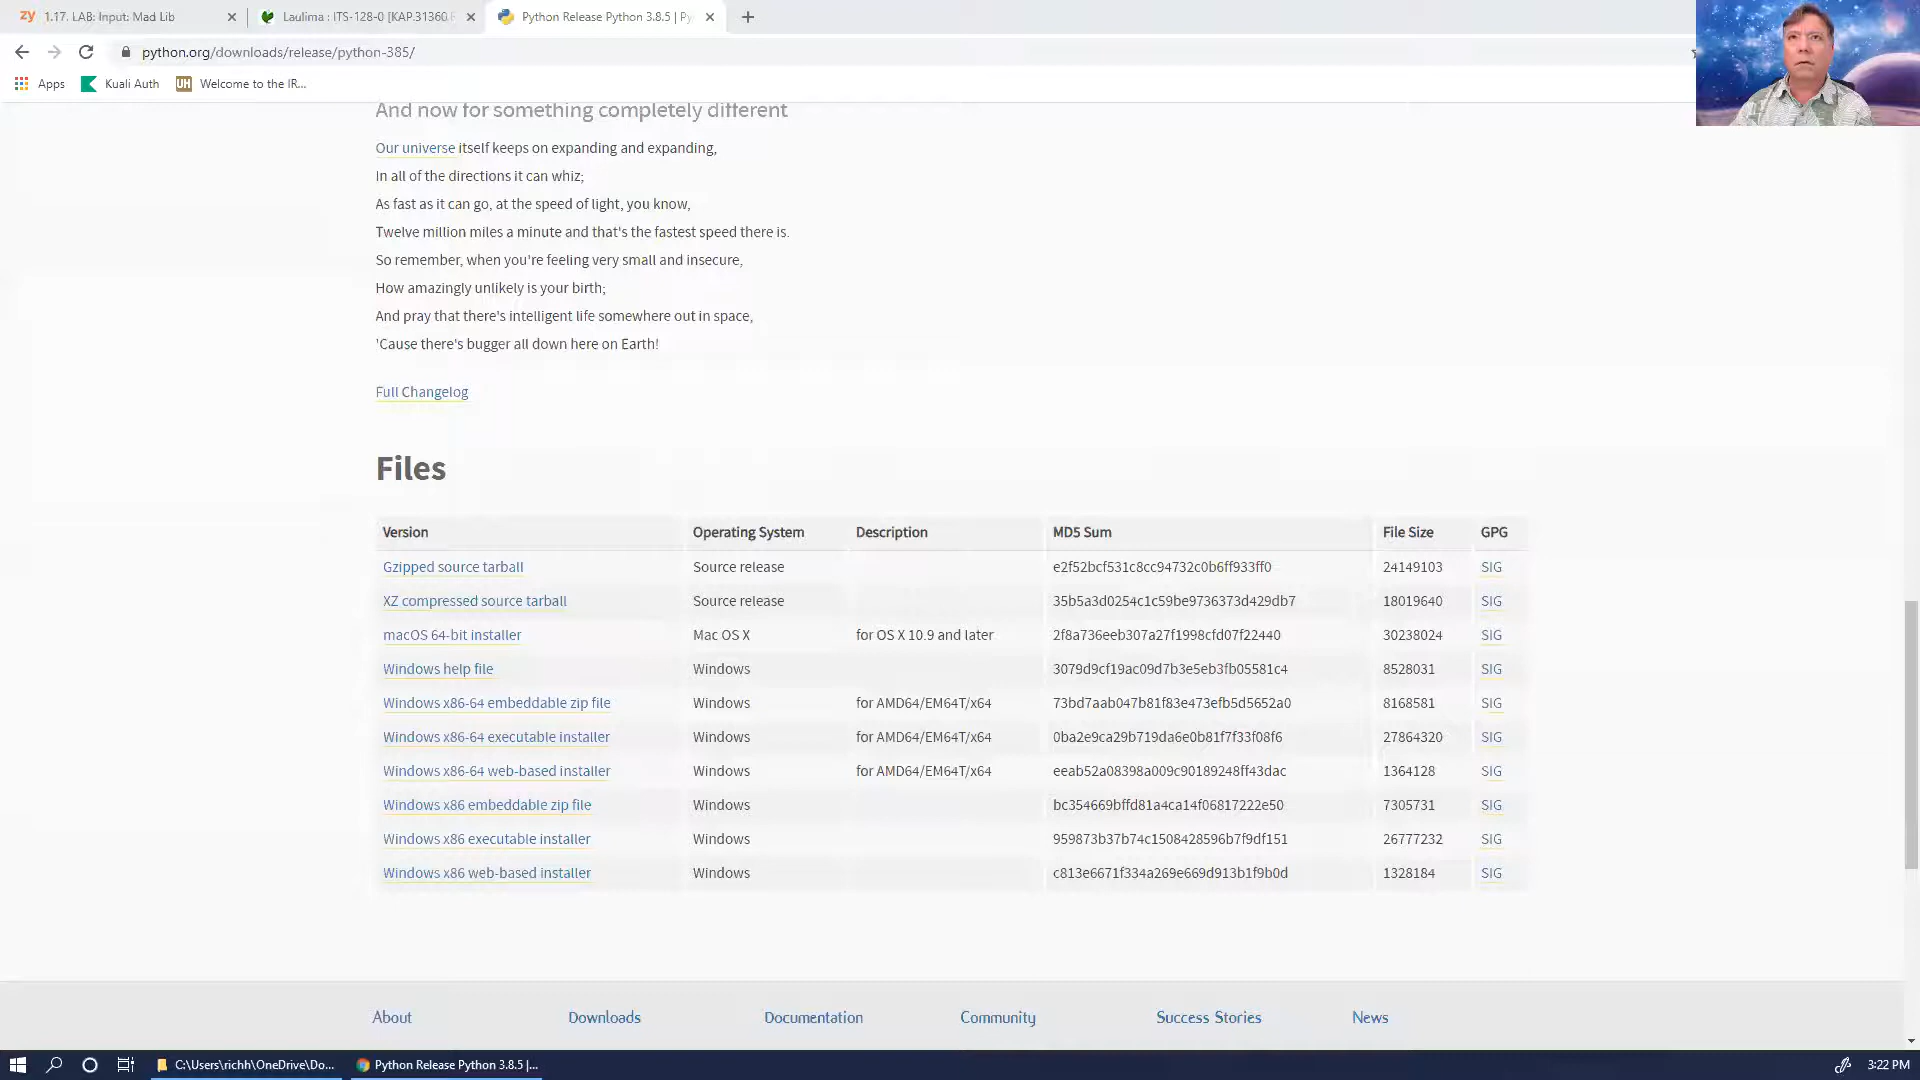 zy 1.17. LAB: Input: Mad Lib
Laulima : ITS-128-0 [KAP.31360.F
Python Release Python 3.8.5 | Py
python.org/downloads/release/python-385/
Apps
Kuali Auth
UH Welcome to the IR...
And now for something completely different
Our universe itself keeps on expanding and expanding,
In all of the directions it can whiz;
As fast as it can go, at the speed of light, you know,
Twelve million miles a minute and that's the fastest speed there is.
So remember, when you're feeling very small and insecure,
How amazingly unlikely is your birth;
And pray that there's intelligent life somewhere out in space,
'Cause there's bugger all down here on Earth!
Full Changelog
Files
Version Operating System Description MD5 Sum File Size GPG
Gzipped source tarball Source release e2f52bcf531c8cc94732c0b6ff933ff0 24149103 SIG
XZ compressed source tarball Source release 35b5a3d0254c1c59be9736373d429db7 18019640 SIG
macOS 64-bit installer Mac OS X for OS X 10.9 and later 2f8a736eeb307a27f1998cfd07f22440 30238024 SIG
Windows help file Windows 3079d9cf19ac09d7b3e5eb3fb05581c4 8528031 SIG
Windows x86-64 embeddable zip file Windows for AMD64/EM64T/x64 73bd7aab047b81f83e473efb5d5652a0 8168581 SIG
Windows x86-64 executable installer Windows for AMD64/EM64T/x64 0ba2e9ca29b719da6e0b81f7f33f08f6 27864320 SIG
Windows x86-64 web-based installer Windows for AMD64/EM64T/x64 eeab52a08398a009c90189248ff43dac 1364128 SIG
Windows x86 embeddable zip file Windows bc354669bffd81a4ca14f06817222e50 7305731 SIG
Windows x86 executable installer Windows 959873b37b74c1508428596b7f9df151 26777232 SIG
Windows x86 web-based installer Windows c813e6671f334a269e669d913b1f9b0d 1328184 SIG
About Downloads Documentation Community Success Stories News
C:\Users\richh\OneDrive\Do...
Python Release Python 3.8.5 |...
3:22 PM